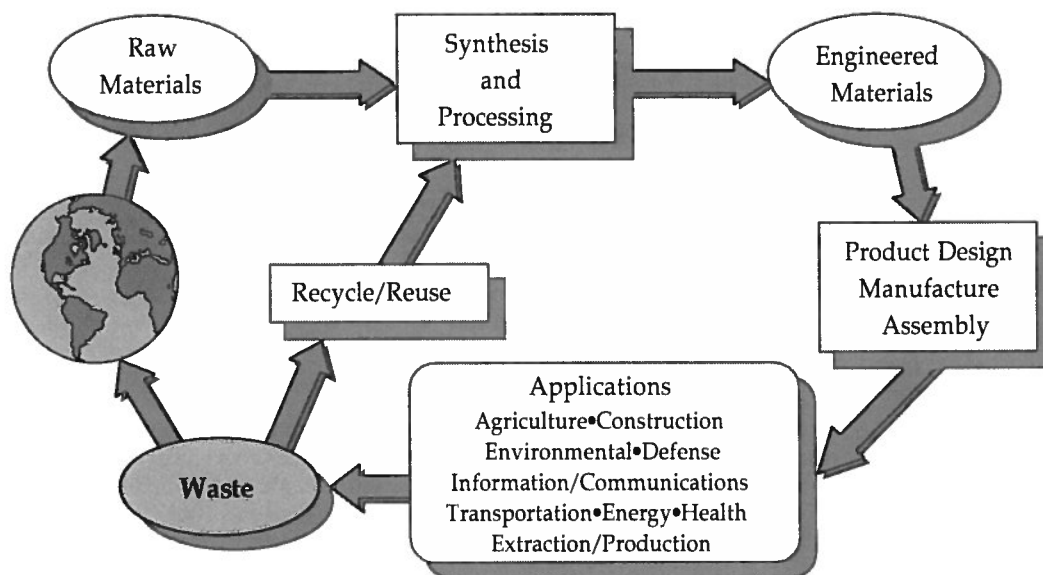 Raw
Materials
Synthesis
and
Processing
Engineered
Materials
Recycle/Reuse
Product Design
Manufacture
Assembly
Applications
Agriculture•Construction
Environmental•Defense
Information/Communications
Transportation•Energy•Health
Extraction/Production
Waste